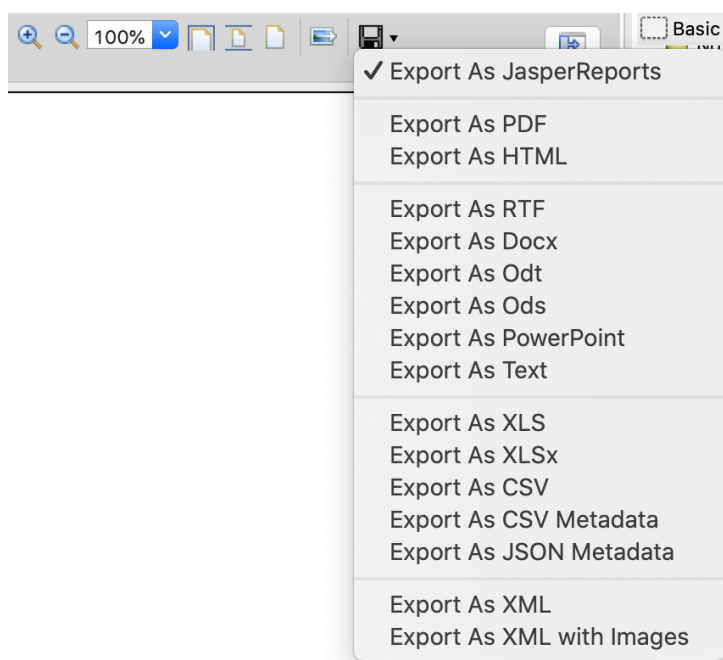 100%
Basic
Export As JasperReports
Export As PDF
Export As HTML
Export As RTF
Export As Docx
Export As Odt
Export As Ods
Export As PowerPoint
Export As Text
Export As XLS
Export As XLSx
Export As CSV
Export As CSV Metadata
Export As JSON Metadata
Export As XML
Export As XML with Images